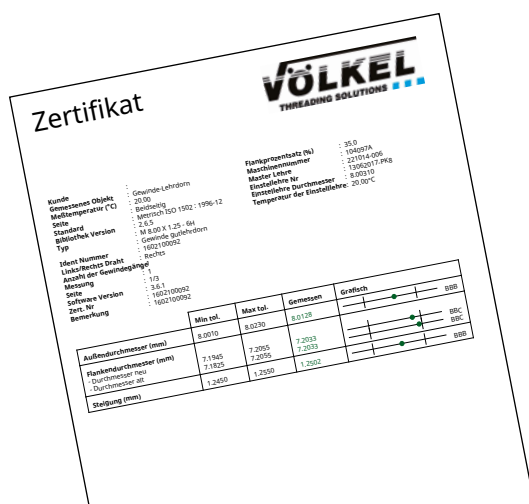 Zertifikat
VÖLKEL
THREADING SOLUTIONS
Kunde :
Gemessenes Objekt : Gewinde-Lehrdorn
Meßtemperatur (°C) : 20,00
Seite : Beidseitig
Standard : Metrisch ISO 1502 : 1996-12
Bibliothek Version : 2.6.5
Typ : M 8.00 X 1.25 - 6H
: Gewinde gutlehrdorn
Ident Nummer : 1602100092
Links/Rechts Draht : Rechts
Anzahl der Gewindegänge : 1
Messung : 1
Seite : 1/3
Software Version : 3.6.1
Zert. Nr : 1602100092
Bemerkung : 1602100092
Flankprozentsatz (%) : 35,0
Maschinennummer : 104097A
Master Lehre : 221014-006
Einstellehre Nr : 13062017-PK8
Einstellehre Durchmesser : 8.00310
Temperatur der Einstelllehre : 20,00°C
Min tol. Max tol. Gemessen Grafisch
Außendurchmesser (mm) 8.0010 8.0230 8.0128 BBB
Flankendurchmesser (mm)
- Durchmesser neu 7.1945 7.2055 7.2033 BBC
- Durchmesser alt 7.1825 7.2055 7.2033 BBC
Steigung (mm) 1.2450 1.2550 1.2502 BBB